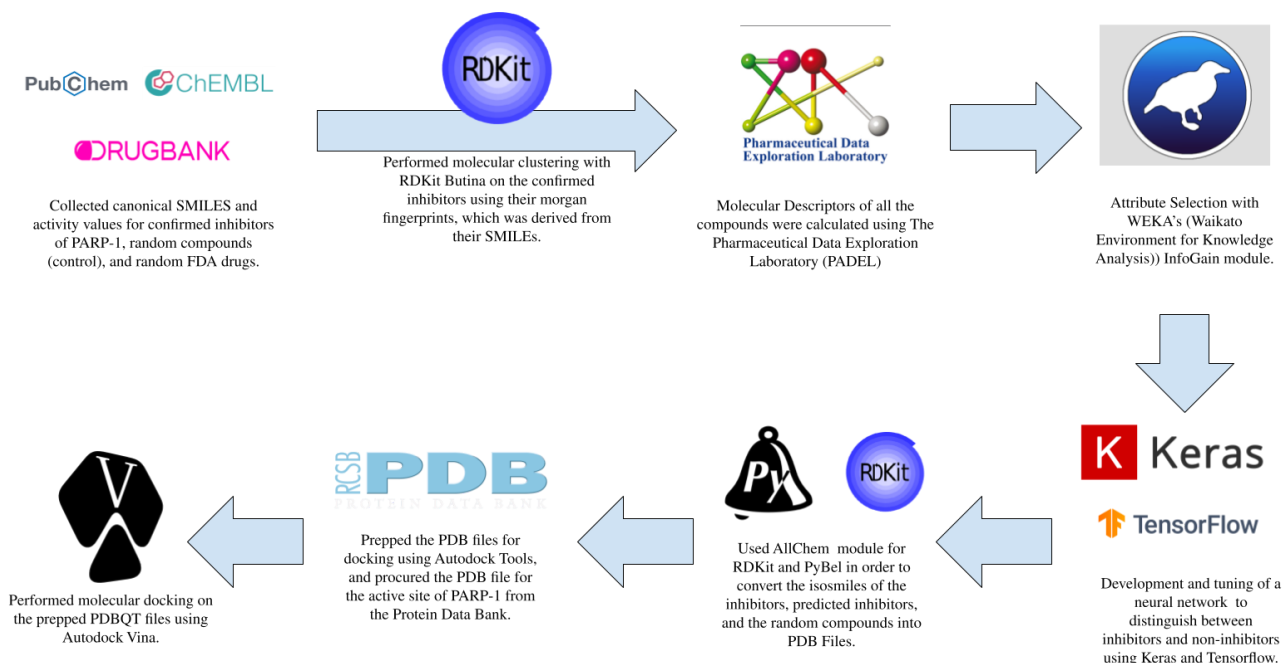 PubChem
ChEMBL
DRUGBANK
Collected canonical SMILES and
activity values for confirmed inhibitors
of PARP-1, random compounds
(control), and random FDA drugs.
RDKit
Performed molecular clustering with
RDKit Butina on the confirmed
inhibitors using their morgan
fingerprints, which was derived from
their SMILEs.
Pharmaceutical Data
Exploration Laboratory
Molecular Descriptors of all the
compounds were calculated using The
Pharmaceutical Data Exploration
Laboratory (PADEL)
Attribute Selection with
WEKA's (Waikato
Environment for Knowledge
Analysis)) InfoGain module.
K Keras
TensorFlow
Development and tuning of a
neural network to
distinguish between
inhibitors and non-inhibitors
using Keras and Tensorflow.
Py
RDKit
Used AllChem module for
RDKit and PyBel in order to
convert the isosmiles of the
inhibitors, predicted inhibitors,
and the random compounds into
PDB Files.
RCSB
PDB
PROTEIN DATA BANK
Prepped the PDB files for
docking using Autodock Tools,
and procured the PDB file for
the active site of PARP-1 from
the Protein Data Bank.
V
Performed molecular docking on
the prepped PDBQT files using
Autodock Vina.